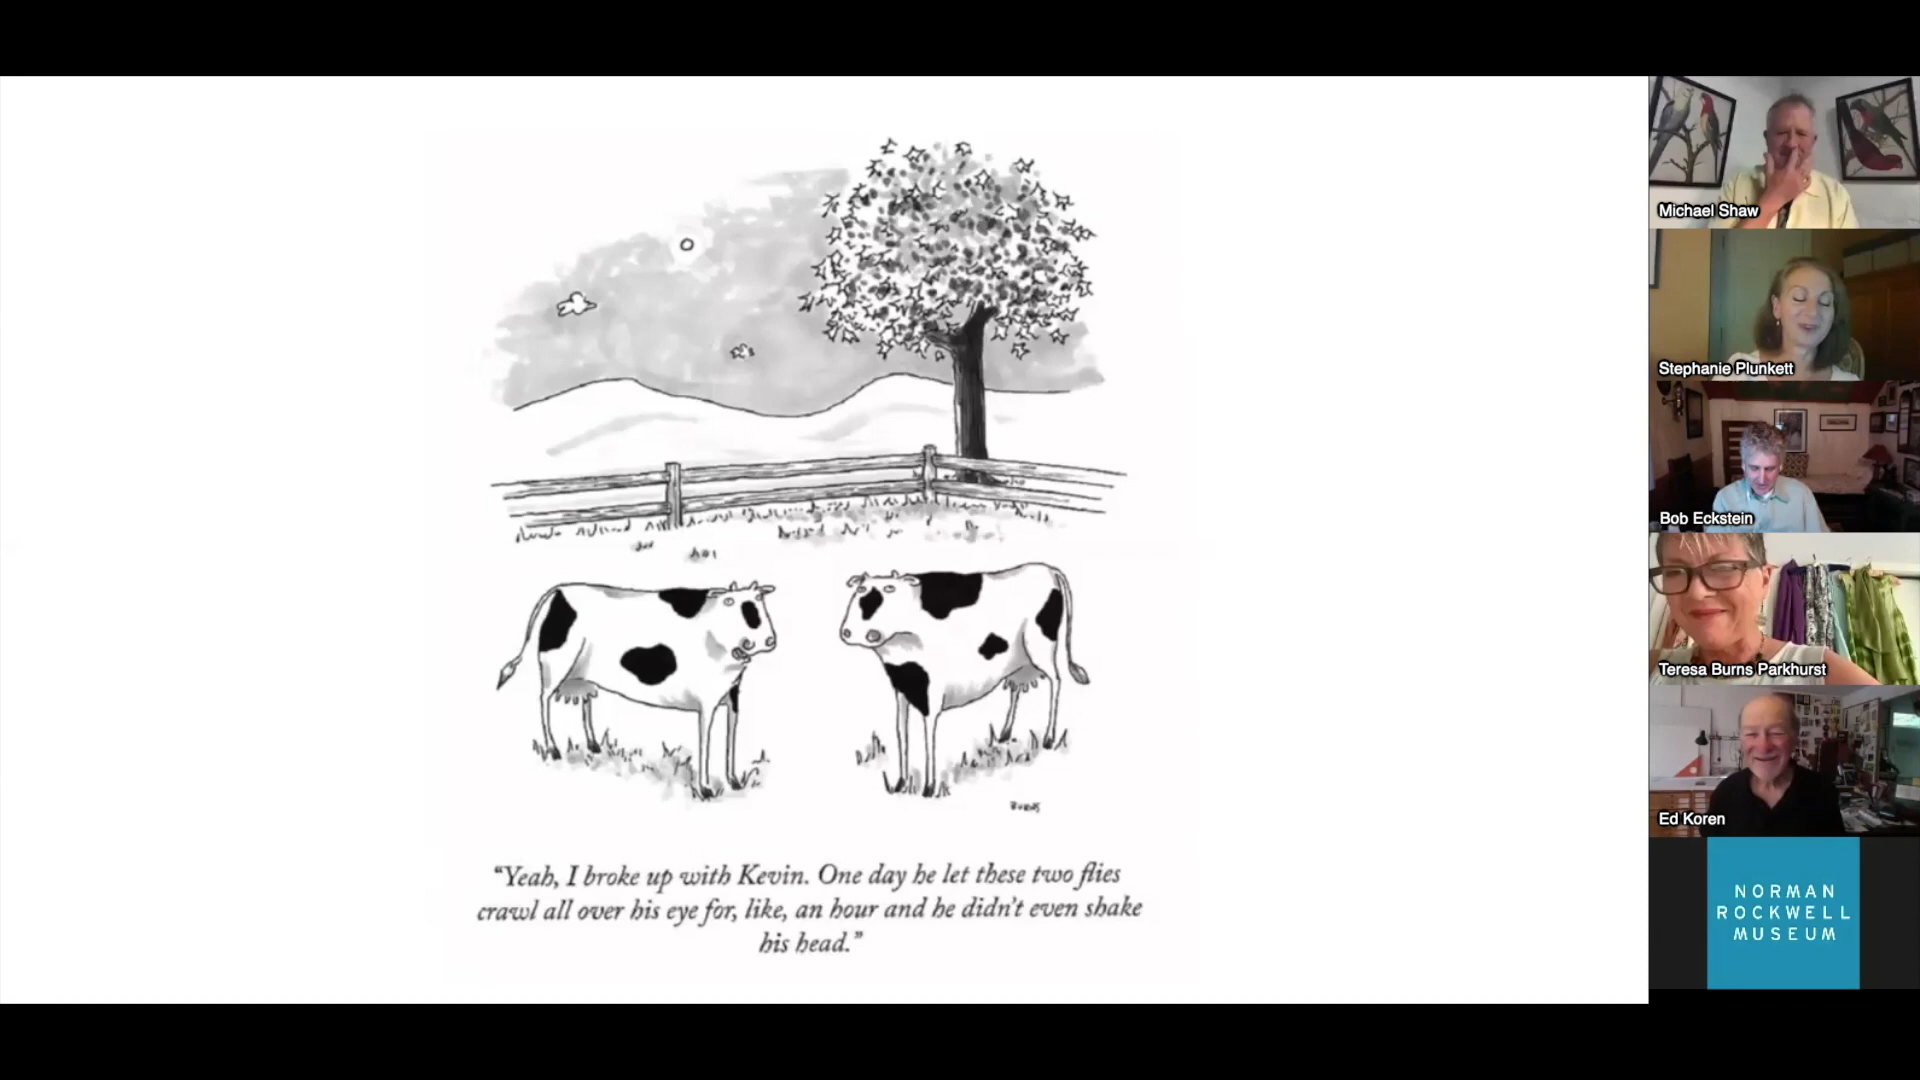 BURNS
“Yeah, I broke up with Kevin. One day he let these two flies
crawl all over his eye for, like, an hour and he didn’t even shake
his head.”
Michael Shaw
Stephanie Plunkett
Bob Eckstein
Teresa Burns Parkhurst
Ed Koren
NORMAN
ROCKWELL
MUSEUM